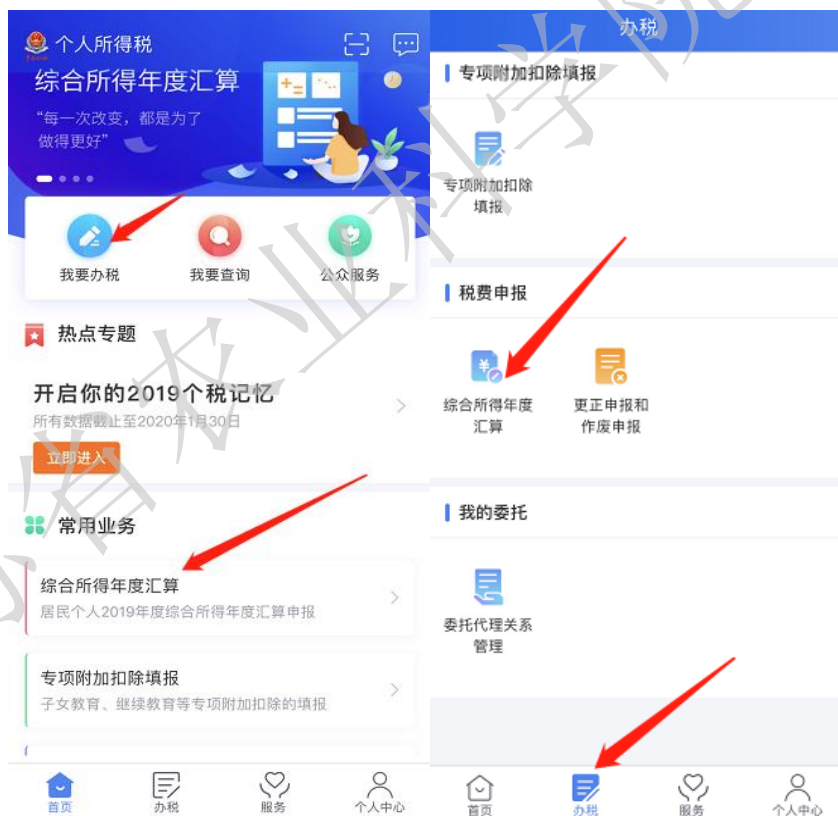 个人所得税
综合所得年度汇算
“每一次改变，都是为了
做得更好”
我要办税
我要查询
公众服务
热点专题
开启你的2019个税记忆
所有数据截止至2020年1月30日
立即进入
常用业务
综合所得年度汇算
居民个人2019年度综合所得年度汇算申报
专项附加扣除填报
子女教育、继续教育等专项附加扣除的填报
首页
办税
服务
个人中心
办税
专项附加扣除填报
专项附加扣除
填报
税费申报
综合所得年度
汇算
更正申报和
作废申报
我的委托
委托代理关系
管理
首页
办税
服务
个人中心
省农业科学院